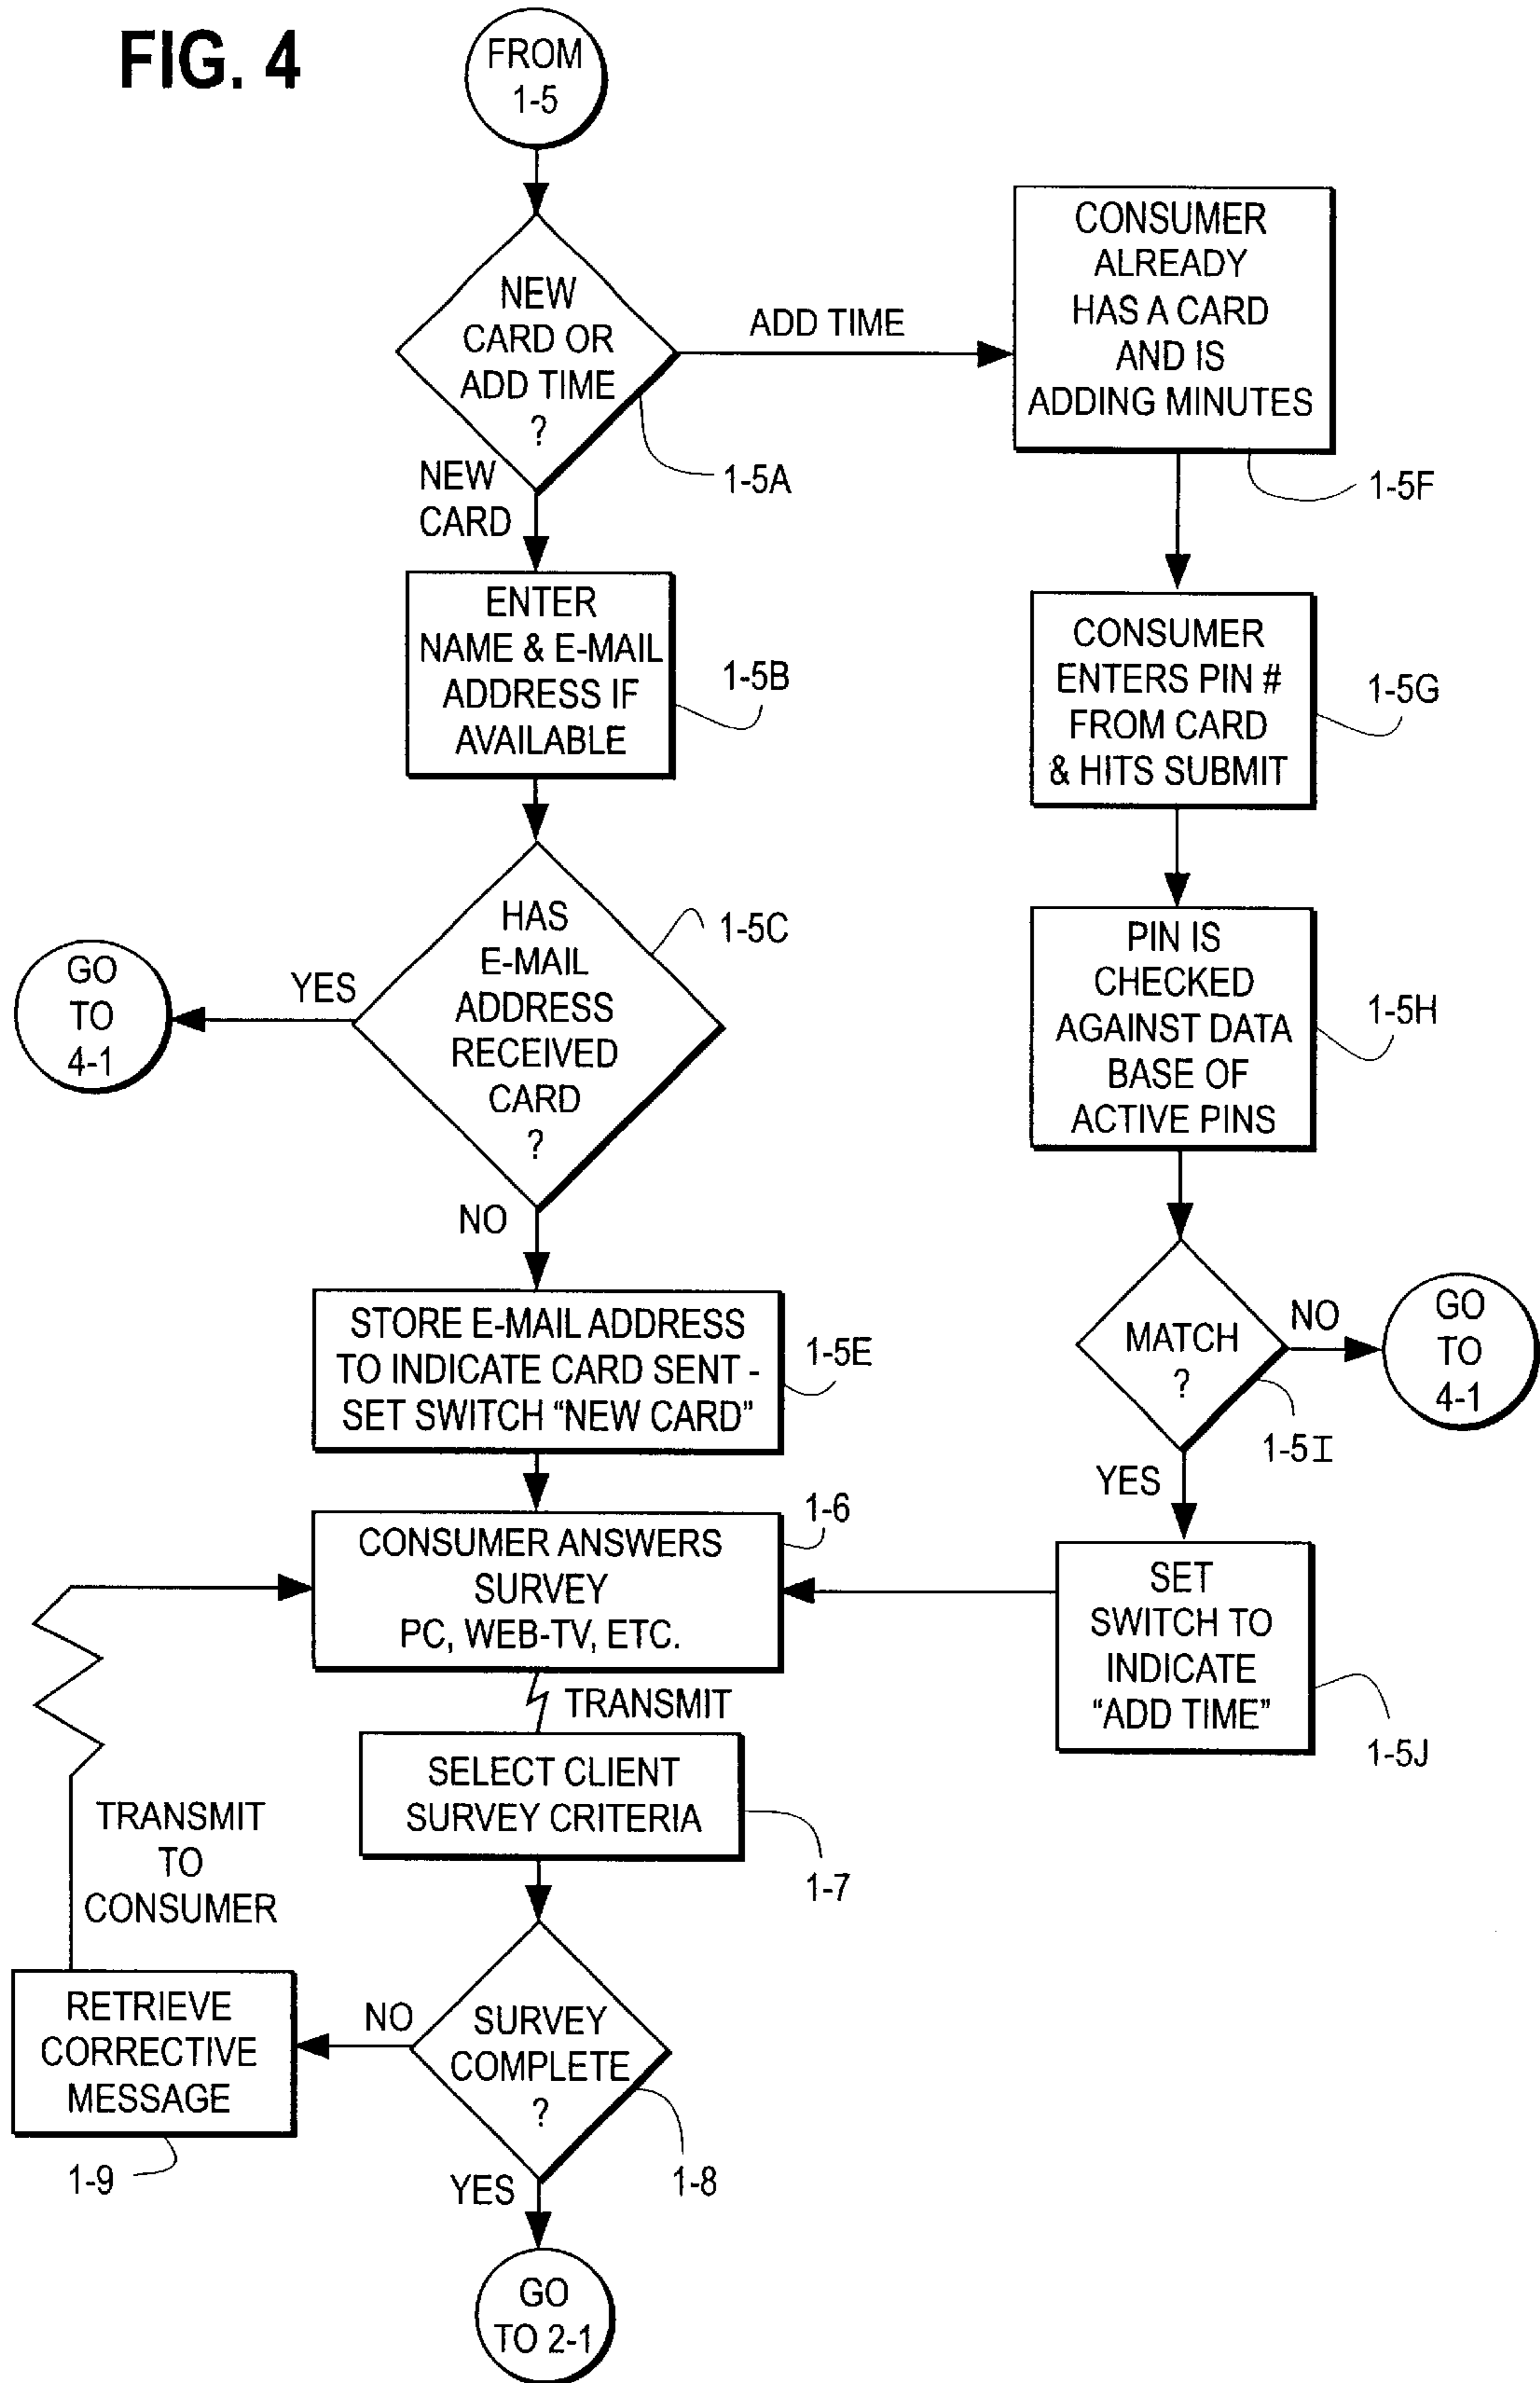 FIG. 4
FROM
1-5
NEW
CARD OR
ADD TIME
?
1-5A
ADD TIME
CONSUMER
ALREADY
HAS A CARD
AND IS
ADDING MINUTES
1-5F
NEW
CARD
ENTER
NAME & E-MAIL
ADDRESS IF
AVAILABLE
1-5B
CONSUMER
ENTERS PIN #
FROM CARD
& HITS SUBMIT
1-5G
HAS
E-MAIL
ADDRESS
RECEIVED
CARD
?
1-5C
YES
GO
TO
4-1
PIN IS
CHECKED
AGAINST DATA
BASE OF
ACTIVE PINS
1-5H
NO
STORE E-MAIL ADDRESS
TO INDICATE CARD SENT -
SET SWITCH “NEW CARD”
1-5E
MATCH
?
1-5I
NO
GO
TO
4-1
YES
CONSUMER ANSWERS
SURVEY
PC, WEB-TV, ETC.
1-6
SET
SWITCH TO
INDICATE
“ADD TIME”
1-5J
TRANSMIT
SELECT CLIENT
SURVEY CRITERIA
1-7
TRANSMIT
TO
CONSUMER
SURVEY
COMPLETE
?
1-8
NO
RETRIEVE
CORRECTIVE
MESSAGE
1-9
YES
GO
TO 2-1